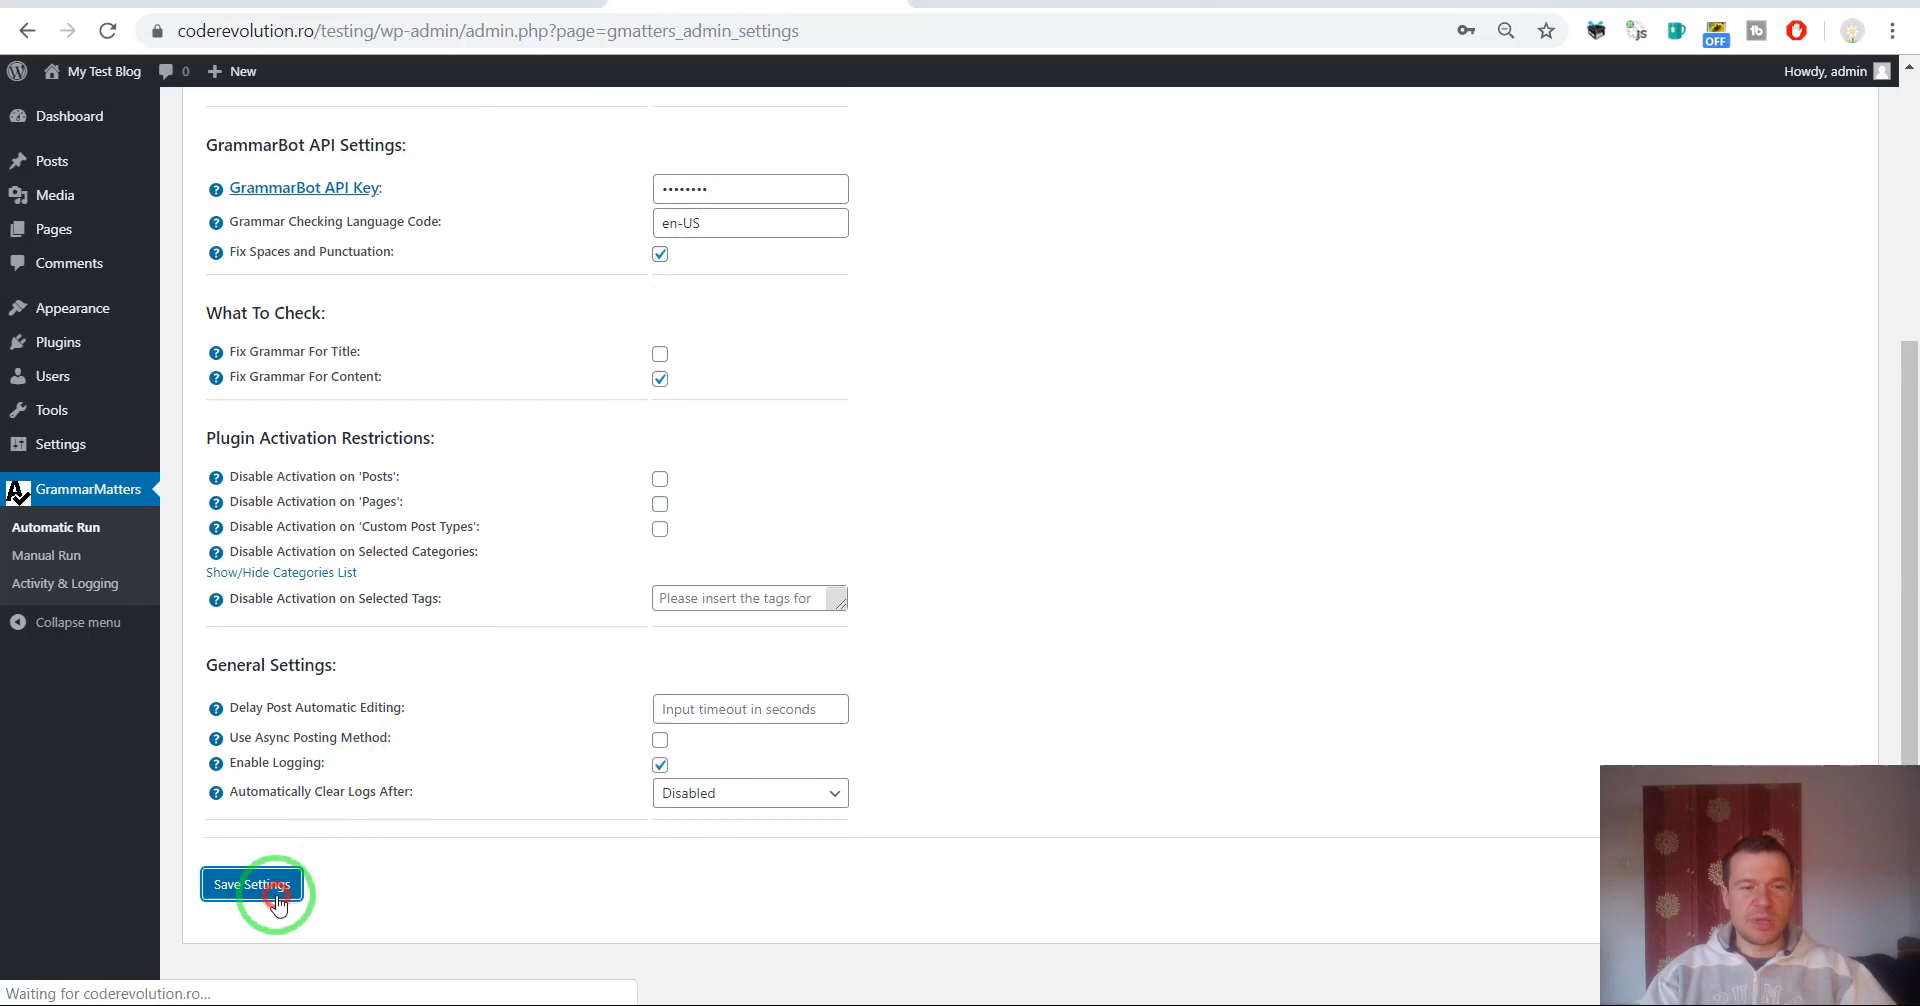 coderevolution.ro/testing/wp-admin/admin.php?page=gmatters_admin_settings
js
OFF
tb
My Test Blog
0
New
Howdy, admin
Dashboard
Posts
Media
Pages
Comments
Appearance
Plugins
Users
Tools
Settings
GrammarMatters
Automatic Run
Manual Run
Activity & Logging
Collapse menu
GrammarBot API Settings:
GrammarBot API Key:
••••••••
Grammar Checking Language Code:
en-US
Fix Spaces and Punctuation:
What To Check:
Fix Grammar For Title:
Fix Grammar For Content:
Plugin Activation Restrictions:
Disable Activation on 'Posts':
Disable Activation on 'Pages':
Disable Activation on 'Custom Post Types':
Disable Activation on Selected Categories:
Show/Hide Categories List
Disable Activation on Selected Tags:
Please insert the tags for
General Settings:
Delay Post Automatic Editing:
Input timeout in seconds
Use Async Posting Method:
Enable Logging:
Automatically Clear Logs After:
Disabled
Save Settings
Waiting for coderevolution.ro...